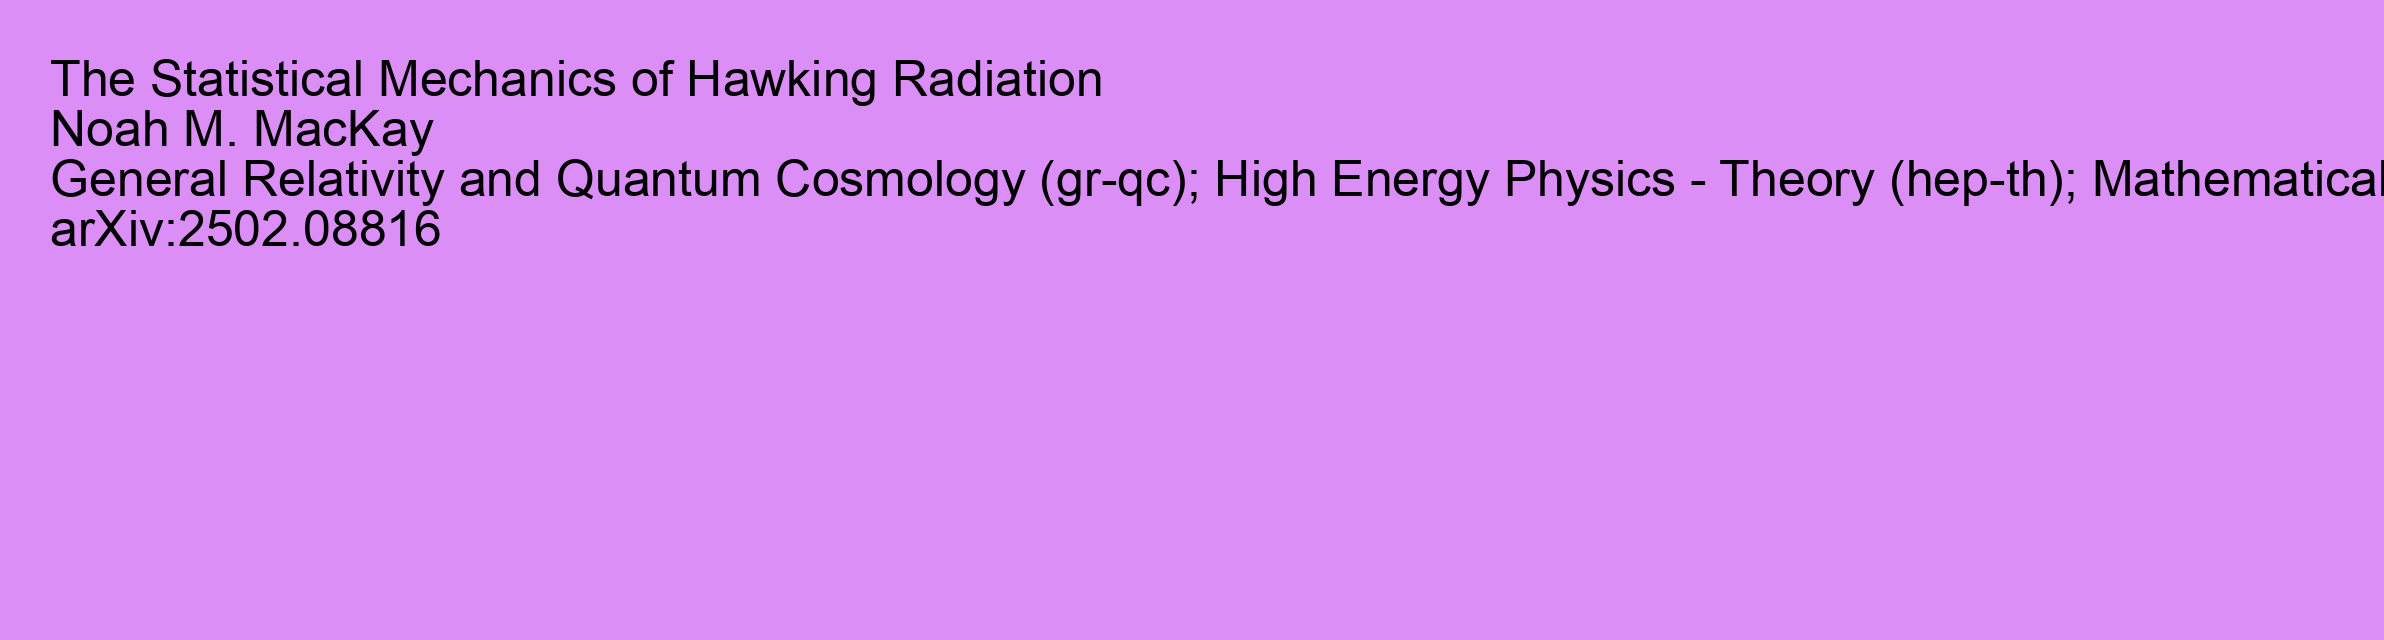 The Statistical Mechanics of Hawking Radiation
Noah M. MacKay
General Relativity and Quantum Cosmology (gr-qc); High Energy Physics - Theory (hep-th); Mathematical
arXiv:2502.08816